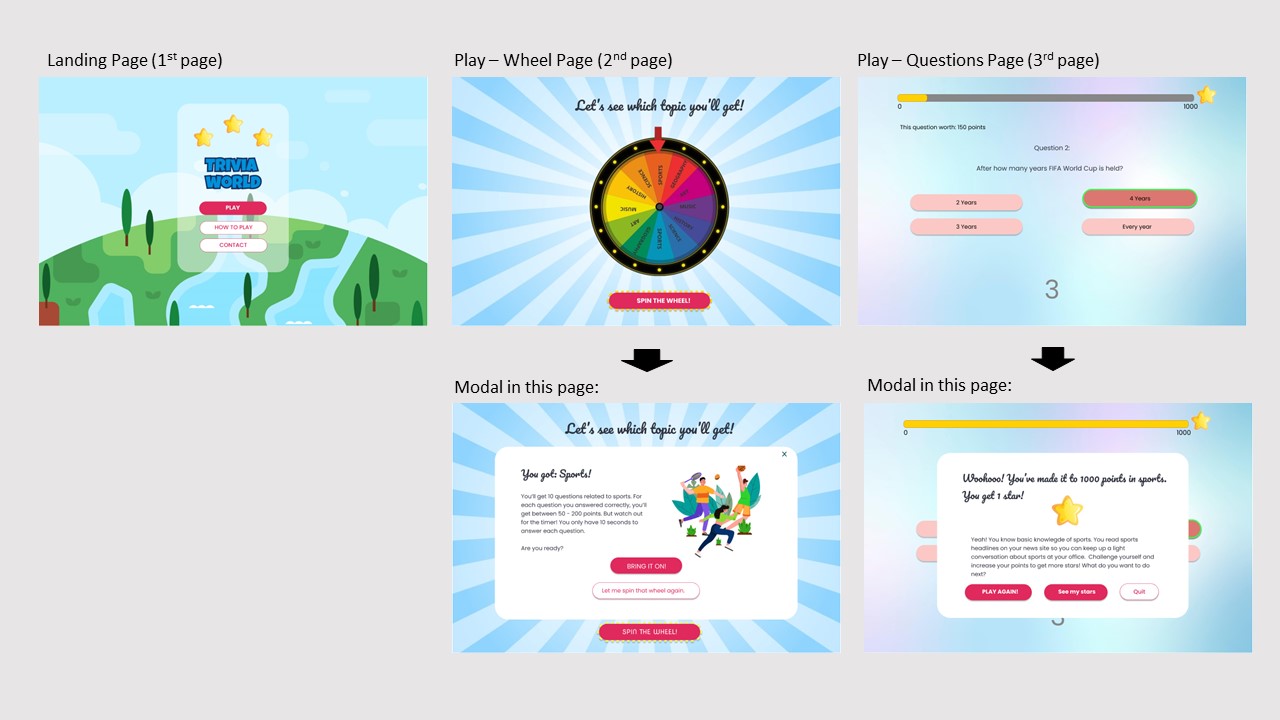 Landing Page (1st page)
TRIVIA
WORLD
PLAY
HOW TO PLAY
CONTACT
Play – Wheel Page (2nd page)
Let's see which topic you'll get!
SPORTS
SCIENCE
HISTORY
MUSIC
ART
SPORTS
SPIN THE WHEEL!
Modal in this page:
Let's see which topic you'll get!
X
You got: Sports!
You'll get 10 questions related to sports. For
each question you answered correctly, you'll
get between 50 - 200 points. But watch out
for the timer! You only have 10 seconds to
answer each question.
Are you ready?
BRING IT ON!
Let me spin that wheel again.
SPIN THE WHEEL!
Play – Questions Page (3rd page)
0
1000
This question worth: 150 points
Question 2:
After how many years FIFA World Cup is held?
2 Years
4 Years
3 Years
Every year
3
Modal in this page:
0
1000
Woohooo! You've made it to 1000 points in sports.
You get 1 star!
Yeah! You know basic knowlegde of sports. You read sports
headlines on your news site so you can keep up a light
conversation about sports at your office. Challenge yourself and
increase your points to get more stars! What do you want to do
next?
PLAY AGAIN!
See my stars
Quit